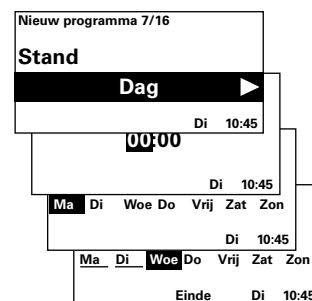 Nieuw programma 7/16
Stand
Dag
Di 10:45
00:00
Di 10:45
Ma Di Woe Do Vrij Zat Zon
Di 10:45
Ma Di Woe Do Vrij Zat Zon
Einde Di 10:45